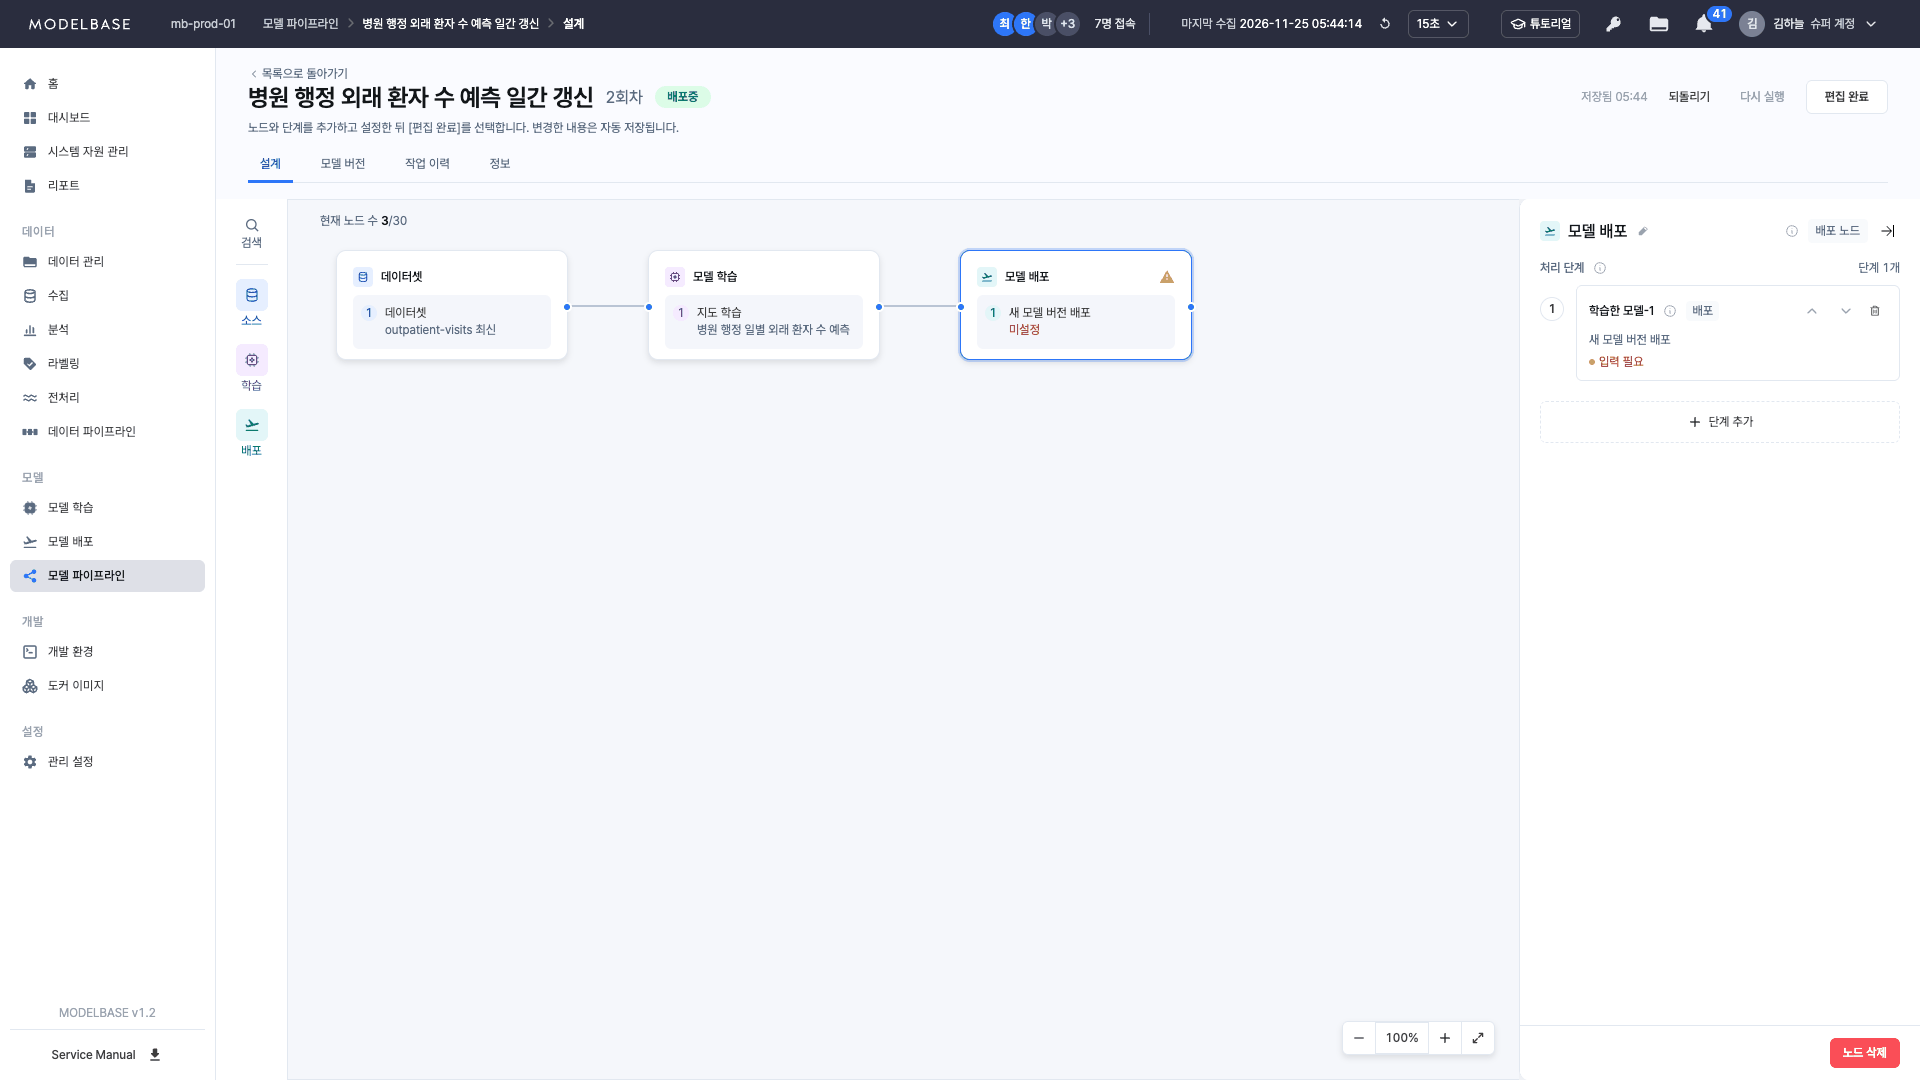 MODELBASE
mb-prod-01
모델 파이프라인
병원 행정 외래 환자 수 예측 일간 갱신
설계
최
한
박
+3
7명 접속
마지막 수집 2026-11-25 05:44:14
15초
튜토리얼
41
김
김하늘 슈퍼 계정
홈
대시보드
시스템 자원 관리
리포트
데이터
데이터 관리
수집
분석
라벨링
전처리
데이터 파이프라인
모델
모델 학습
모델 배포
모델 파이프라인
개발
개발 환경
도커 이미지
설정
관리 설정
MODELBASE v1.2
Service Manual
목록으로 돌아가기
병원 행정 외래 환자 수 예측 일간 갱신 2회차 배포중
노드와 단계를 추가하고 설정한 뒤 [편집 완료]를 선택합니다. 변경한 내용은 자동 저장됩니다.
저장됨 05:44
되돌리기
다시 실행
편집 완료
설계
모델 버전
작업 이력
정보
검색
소스
학습
배포
현재 노드 수 3/30
데이터셋
1 데이터셋
outpatient-visits 최신
모델 학습
1 지도 학습
병원 행정 일별 외래 환자 수 예측
모델 배포
1 새 모델 버전 배포
미설정
100%
모델 배포
배포 노드
처리 단계
단계 1개
1
학습한 모델-1
배포
새 모델 버전 배포
입력 필요
단계 추가
노드 삭제